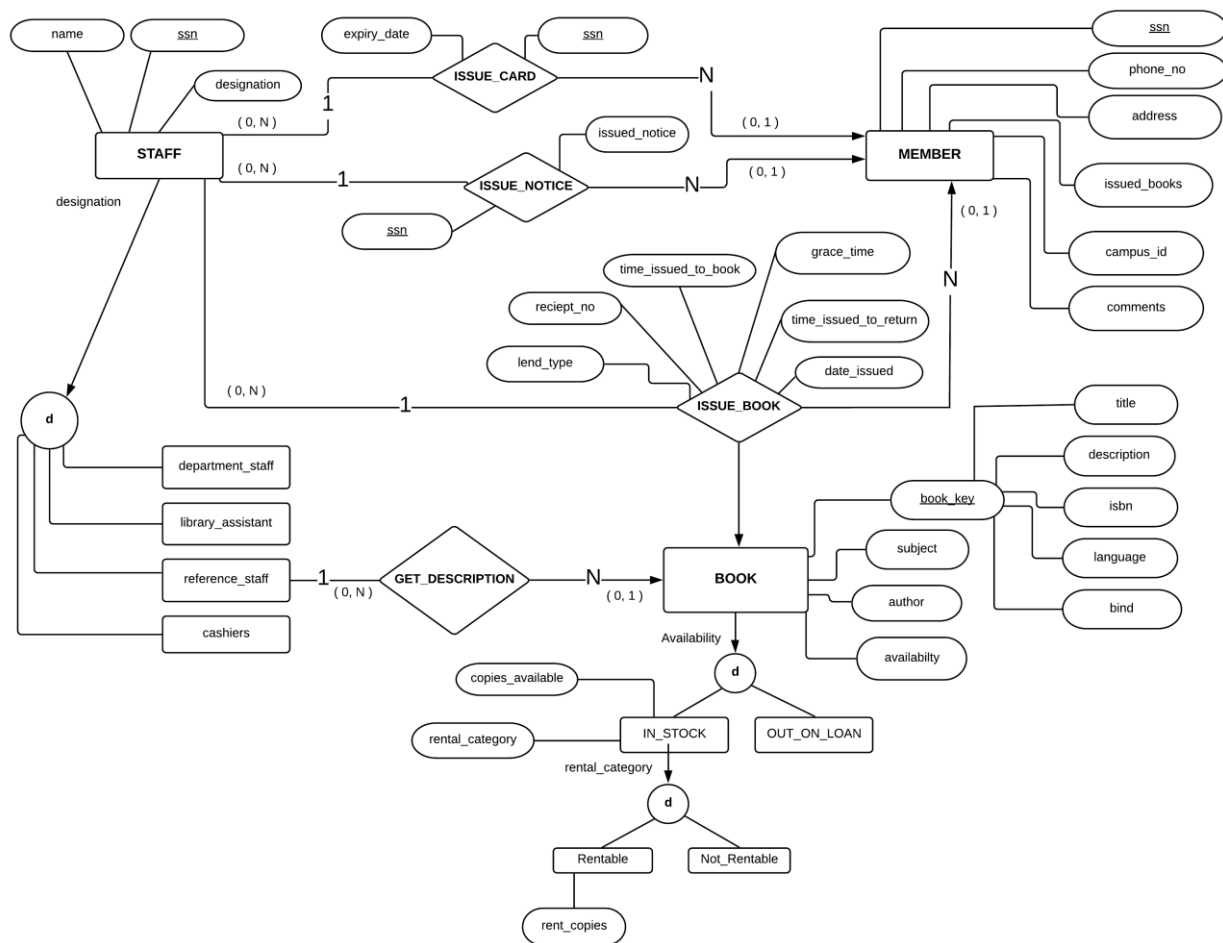 name
ssn
designation
expiry_date
ssn
ISSUE_CARD
1
( 0, N)
N
( 0, 1)
ssn
phone_no
address
issued_books
campus_id
comments
STAFF
MEMBER
( 0, N)
1
issued_notice
ISSUE_NOTICE
ssn
N
( 0, 1)
designation
( 0, 1)
N
grace_time
time_issued_to_book
reciept_no
time_issued_to_return
lend_type
date_issued
( 0, N)
1
ISSUE_BOOK
d
department_staff
library_assistant
reference_staff
cashiers
1
( 0, N)
GET_DESCRIPTION
N
( 0, 1)
BOOK
book_key
title
description
isbn
language
bind
subject
author
availabilty
Availability
d
copies_available
rental_category
IN_STOCK
OUT_ON_LOAN
rental_category
d
Rentable
Not_Rentable
rent_copies